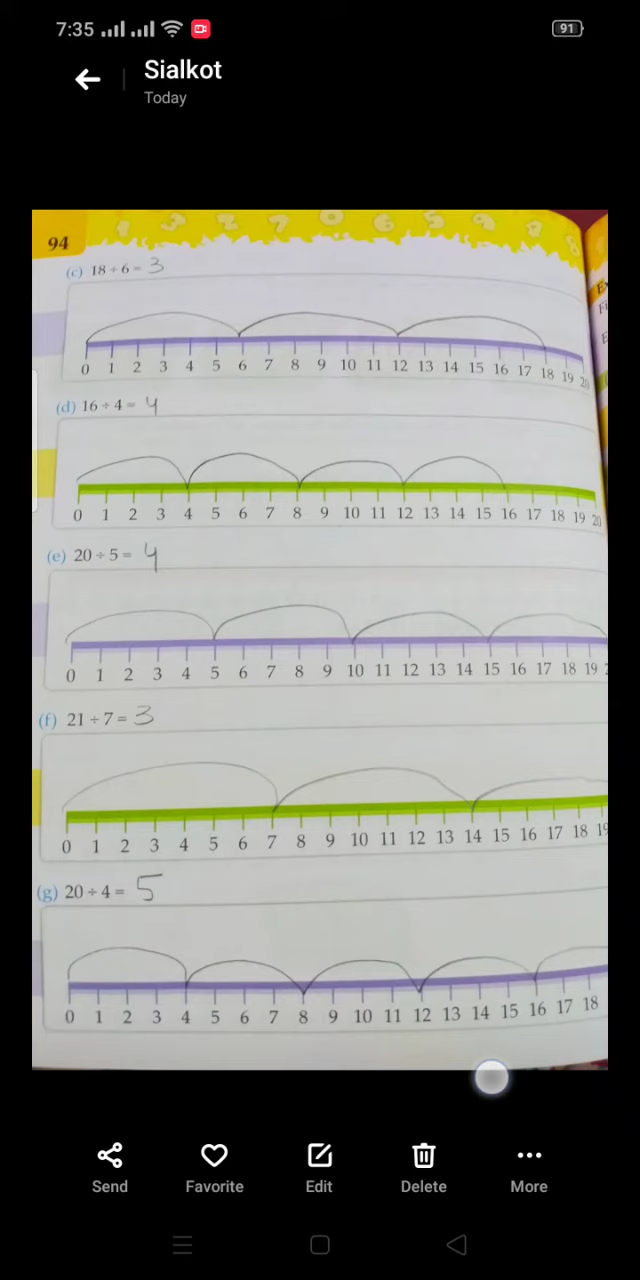 7:35
91
Sialkot
Today
94
(c) 18 ÷ 6 = 3
0 1 2 3 4 5 6 7 8 9 10 11 12 13 14 15 16 17 18 19 20
(d) 16 ÷ 4 = 4
0 1 2 3 4 5 6 7 8 9 10 11 12 13 14 15 16 17 18 19 20
(e) 20 ÷ 5 = 4
0 1 2 3 4 5 6 7 8 9 10 11 12 13 14 15 16 17 18 19
(f) 21 ÷ 7 = 3
0 1 2 3 4 5 6 7 8 9 10 11 12 13 14 15 16 17 18 19
(g) 20 ÷ 4 = 5
0 1 2 3 4 5 6 7 8 9 10 11 12 13 14 15 16 17 18
Send Favorite Edit Delete More